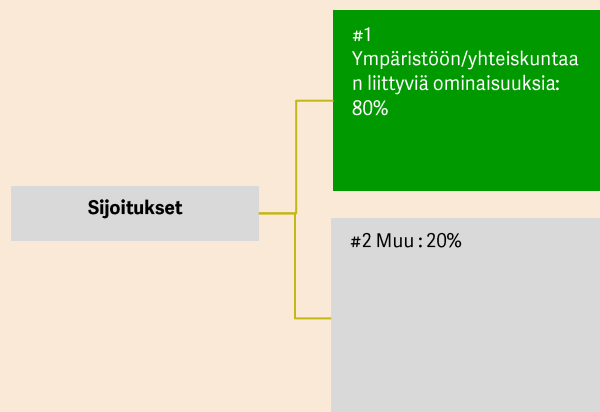 #1
Ympäristöön/yhteiskuntaa
n liittyviä ominaisuuksia:
80%
Sijoitukset
#2 Muu : 20%